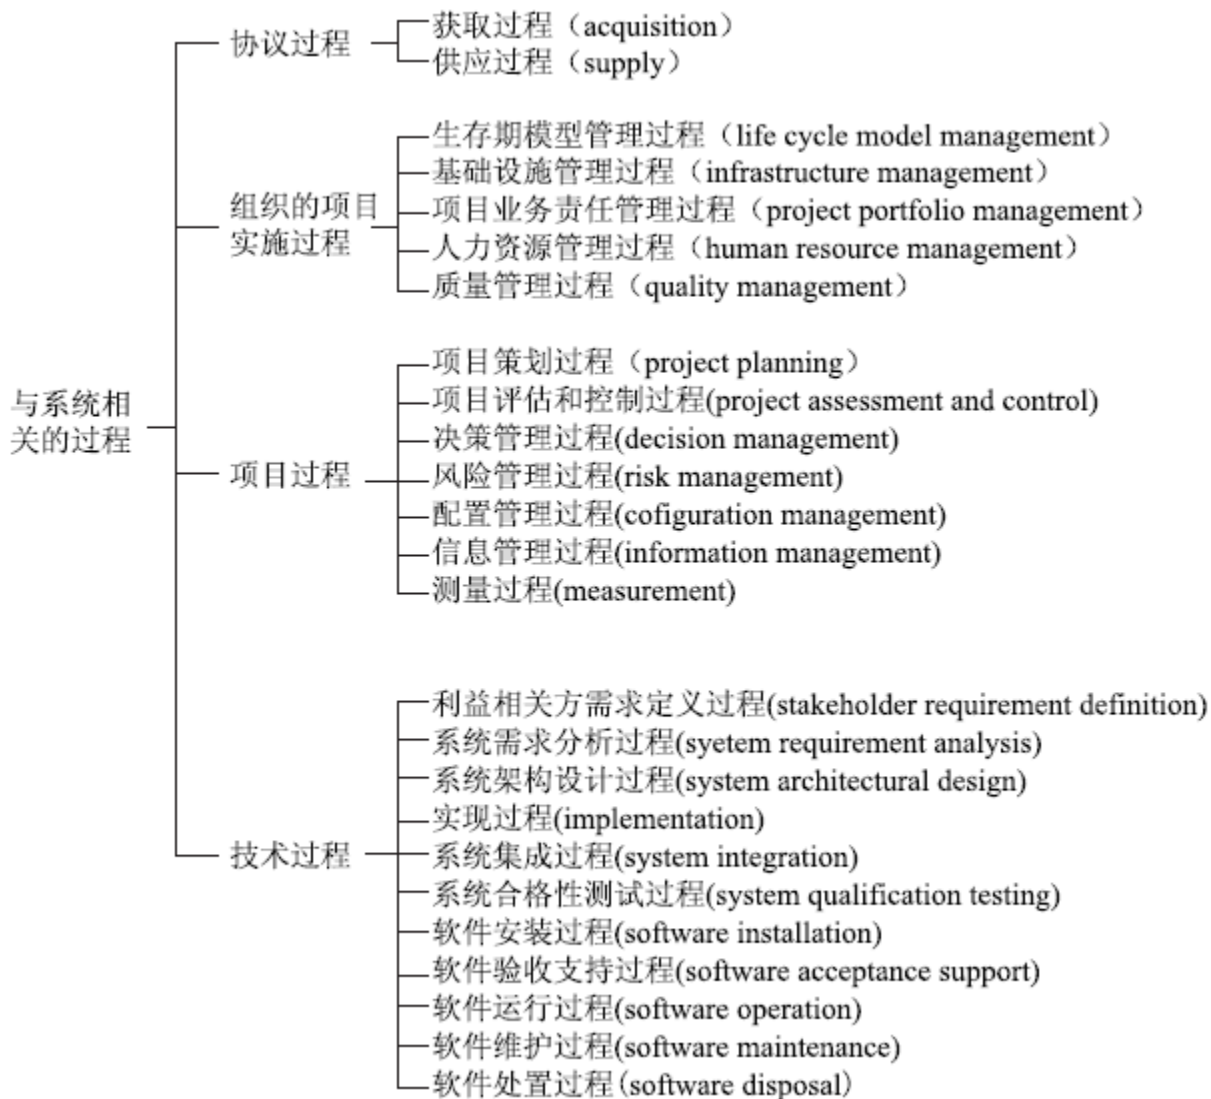 协议过程
获取过程（acquisition）
供应过程（supply）
组织的项目
实施过程
生存期模型管理过程（life cycle model management）
基础设施管理过程（infrastructure management）
项目业务责任管理过程（project portfolio management）
人力资源管理过程（human resource management）
质量管理过程（quality management）
与系统相
关的过程
项目过程
项目策划过程（project planning）
项目评估和控制过程(project assessment and control)
决策管理过程(decision management)
风险管理过程(risk management)
配置管理过程(cofiguration management)
信息管理过程(information management)
测量过程(measurement)
技术过程
利益相关方需求定义过程(stakeholder requirement definition)
系统需求分析过程(syetem requirement analysis)
系统架构设计过程(system architectural design)
实现过程(implementation)
系统集成过程(system integration)
系统合格性测试过程(system qualification testing)
软件安装过程(software installation)
软件验收支持过程(software acceptance support)
软件运行过程(software operation)
软件维护过程(software maintenance)
软件处置过程(software disposal)